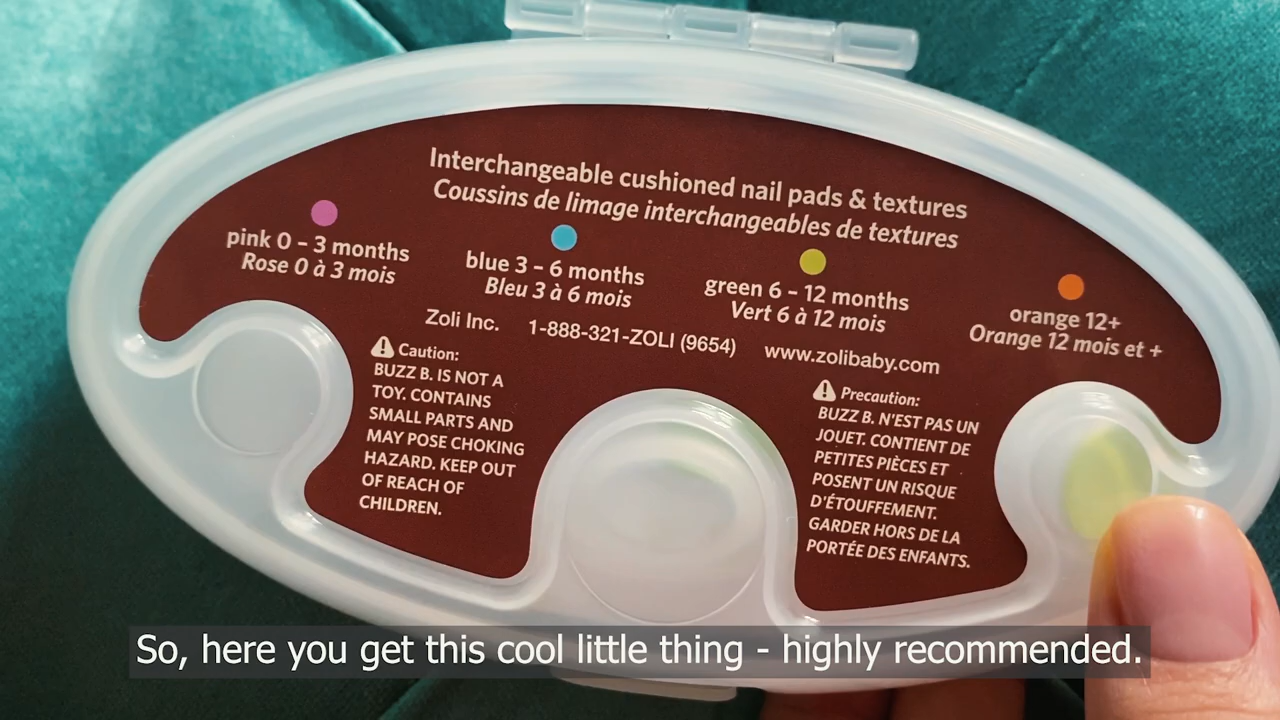 Interchangeable cushioned nail pads & textures
Coussins de limage interchangeables de textures
pink 0 - 3 months
Rose 0 à 3 mois
blue 3 - 6 months
Bleu 3 à 6 mois
green 6 - 12 months
Vert 6 à 12 mois
orange 12+
Orange 12 mois et +
Zoli Inc. 1-888-321-ZOLI (9654) www.zolibaby.com
Caution:
BUZZ B. IS NOT A
TOY. CONTAINS
SMALL PARTS AND
MAY POSE CHOKING
HAZARD. KEEP OUT
OF REACH OF
CHILDREN.
Précaution:
BUZZ B. N'EST PAS UN
JOUET. CONTIENT DE
PETITES PIÈCES ET
POSENT UN RISQUE
D'ÉTOUFFEMENT.
GARDER HORS DE LA
PORTÉE DES ENFANTS.
So, here you get this cool little thing - highly recommended.